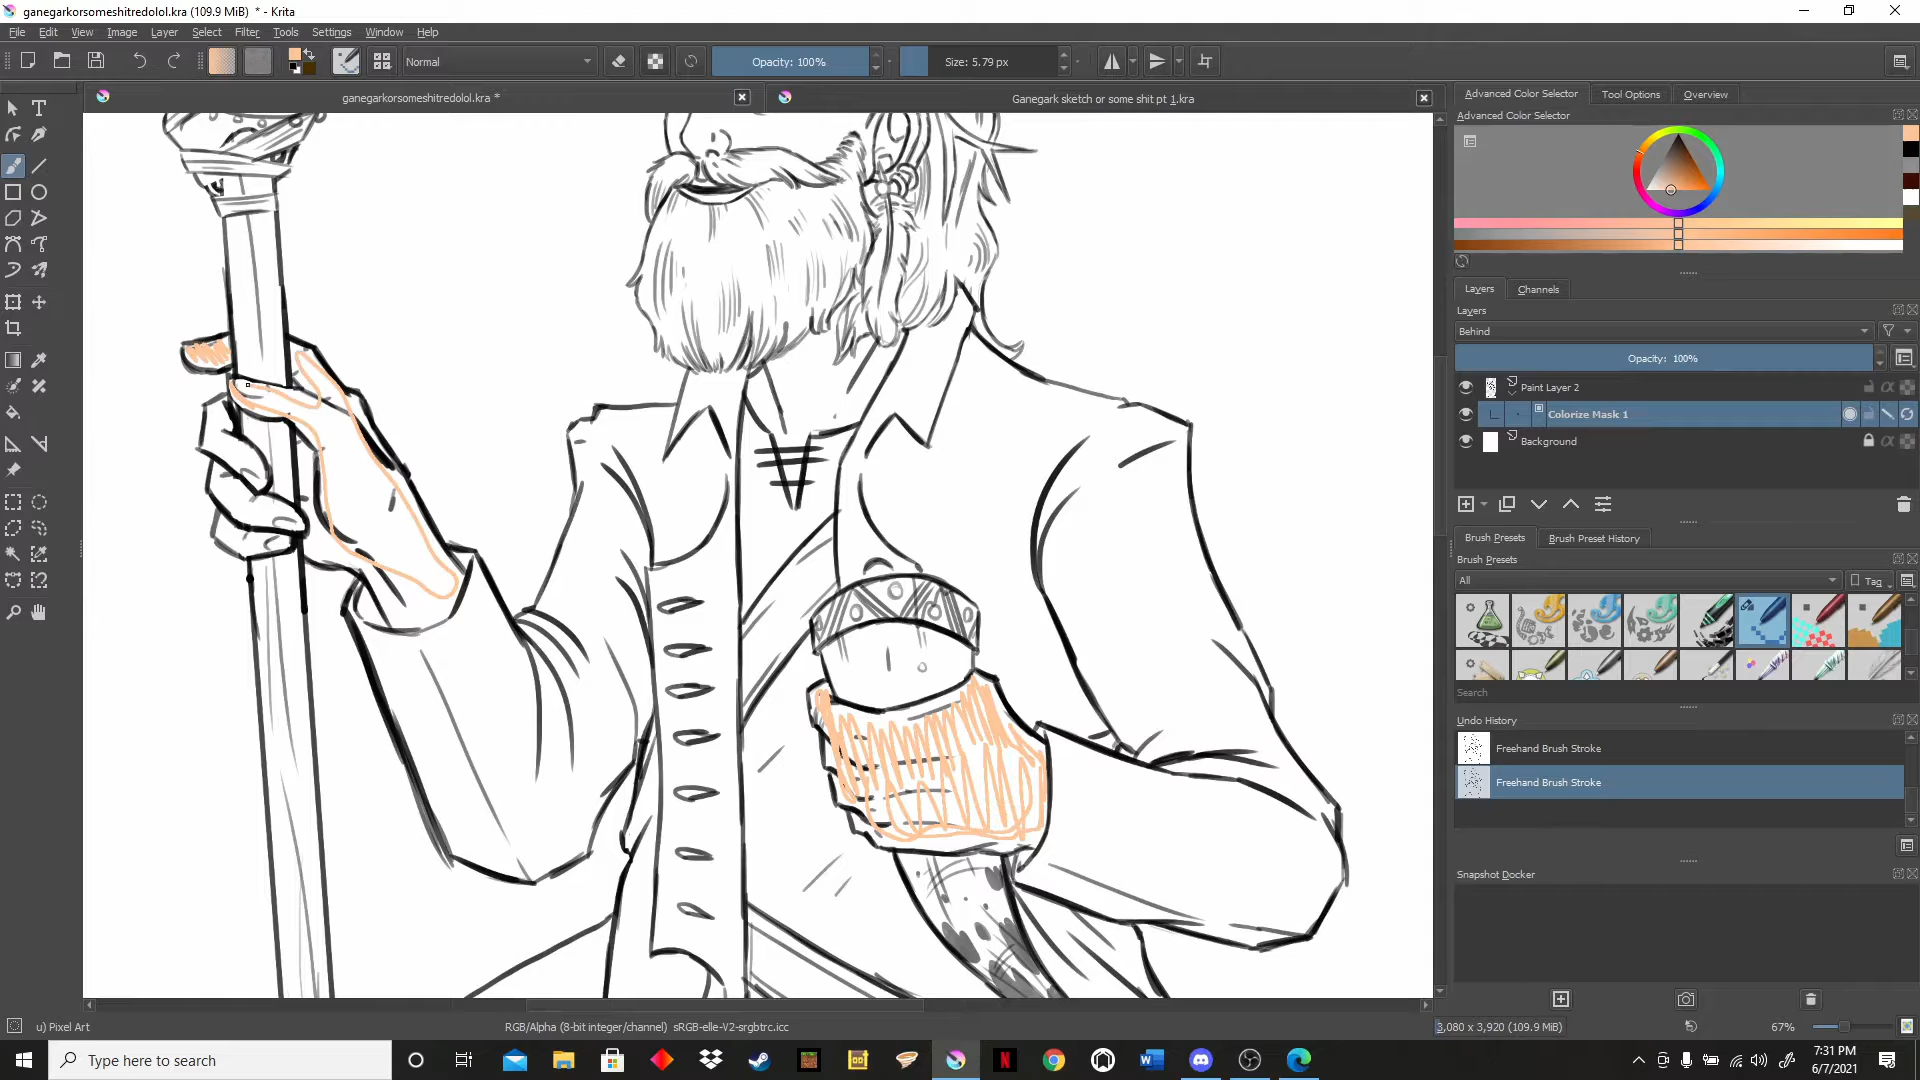 ganegarkorsomeshitredolol.kra (109.9 MiB) * - Krita
File Edit View Image Layer Select Filter Tools Settings Window Help
Normal Opacity: 100% Size: 5.79 px
ganegarkorsomeshitredolol.kra * Ganegark sketch or some shit pt 1.kra
Advanced Color Selector Tool Options Overview
Advanced Color Selector
Layers Channels
Layers
Behind
Opacity: 100%
Paint Layer 2
Colorize Mask 1
Background
Brush Presets Brush Preset History
Brush Presets
All Tag
Search
Undo History
Freehand Brush Stroke
Freehand Brush Stroke
Snapshot Docker
u) Pixel Art RGB/Alpha (8-bit integer/channel) sRGB-elle-V2-srgbtrc.icc 3,080 x 3,920 (109.9 MiB) 67%
Type here to search
7:31 PM
6/7/2021